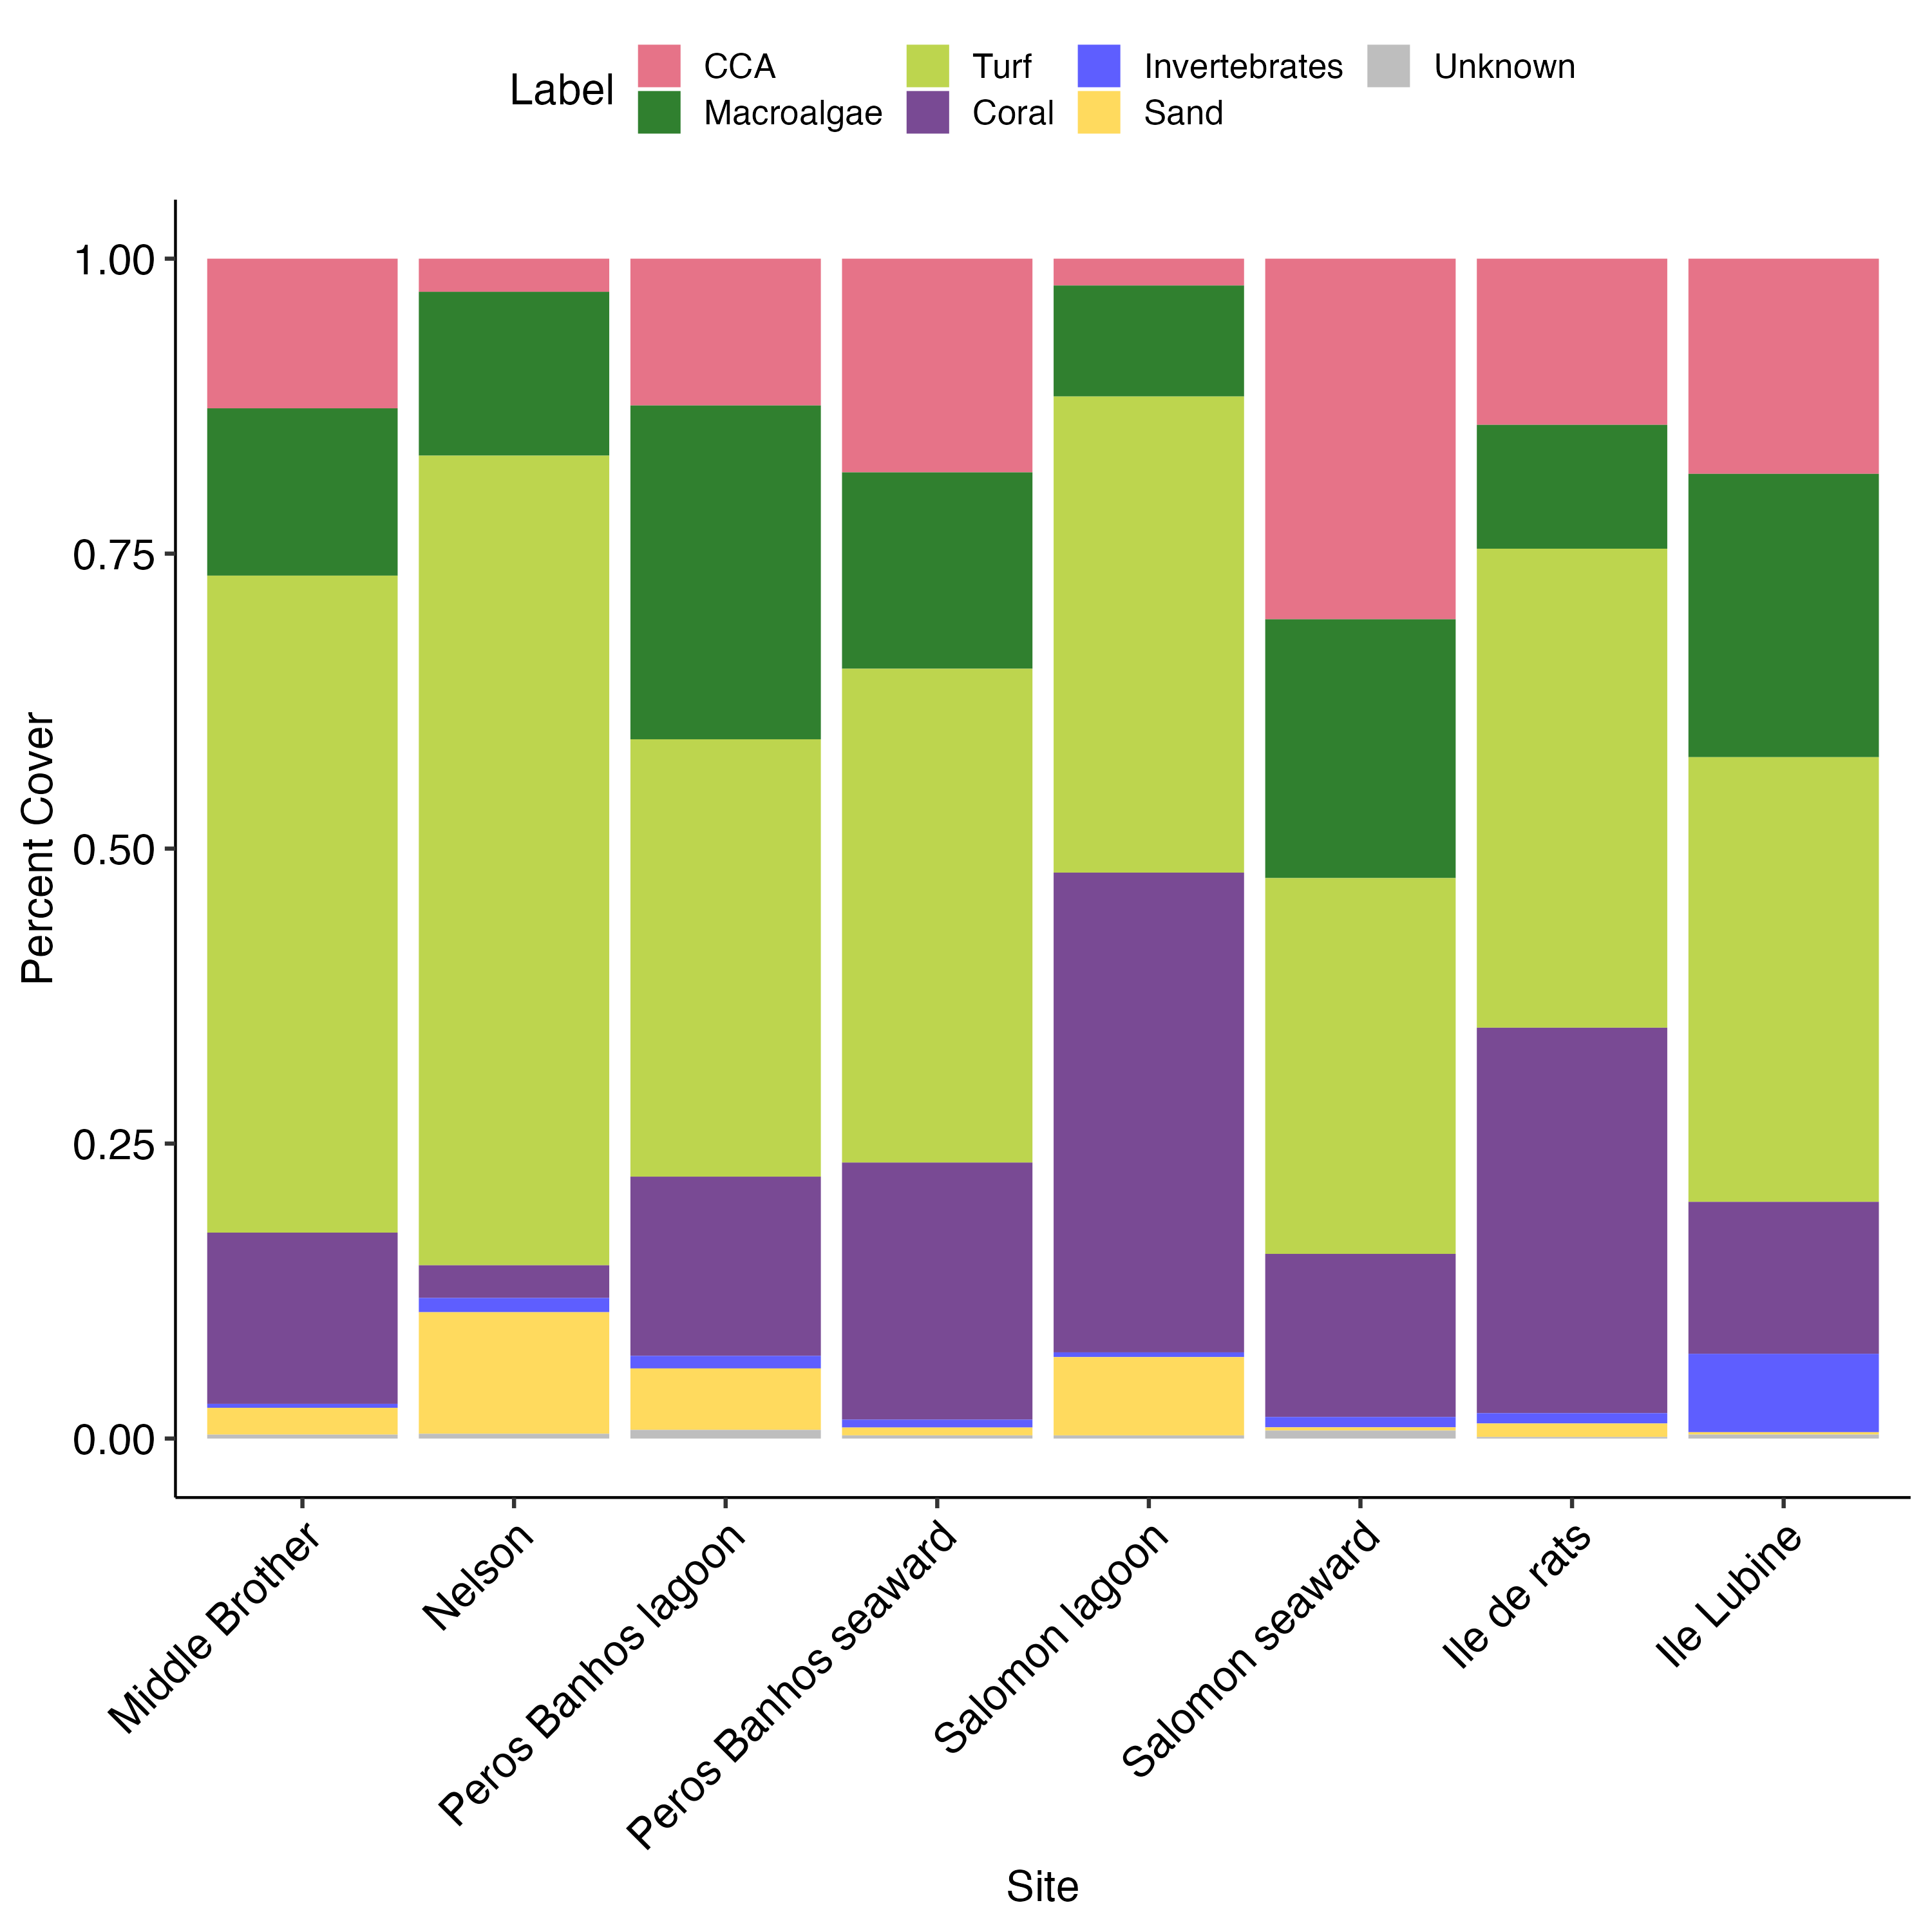 Label
CCA
Turf
Invertebrates
Unknown
Macroalgae
Coral
Sand
1.00
0.75
0.50
0.25
0.00
Percent Cover
Middle Brother
Nelson
Peros Banhos lagoon
Peros Banhos seaward
Salomon lagoon
Salomon seaward
Ile de rats
Ile Lubine
Site